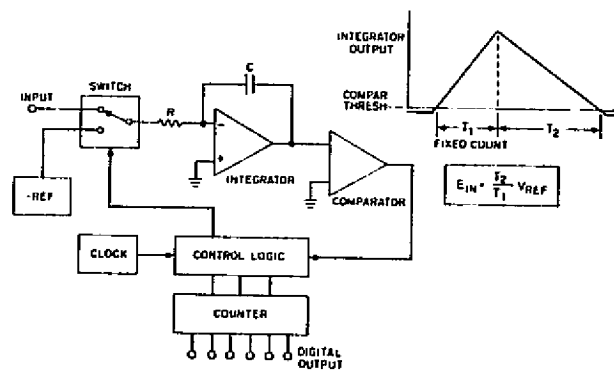 INPUT
SWITCH
-REF
R
C
-
+
INTEGRATOR
COMPARATOR
CLOCK
CONTROL LOGIC
COUNTER
DIGITAL
OUTPUT
INTEGRATOR
OUTPUT
COMPAR
THRESH
T1
T2
FIXED COUNT
EIN = T2/T1 VREF